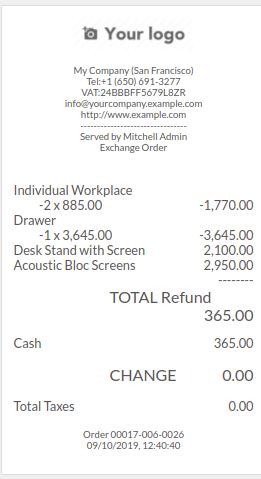 Your logo
My Company (San Francisco)
Tel:+1 (650) 691-3277
VAT:24BBBFF5679L8ZR
info@yourcompany.example.com
http://www.example.com
--------------------------------
Served by Mitchell Admin
Exchange Order
Individual Workplace
-2 x 885.00 -1,770.00
Drawer
-1 x 3,645.00 -3,645.00
Desk Stand with Screen 2,100.00
Acoustic Bloc Screens 2,950.00
--------
TOTAL Refund
365.00
Cash 365.00
CHANGE 0.00
Total Taxes 0.00
Order 00017-006-0026
09/10/2019, 12:40:40